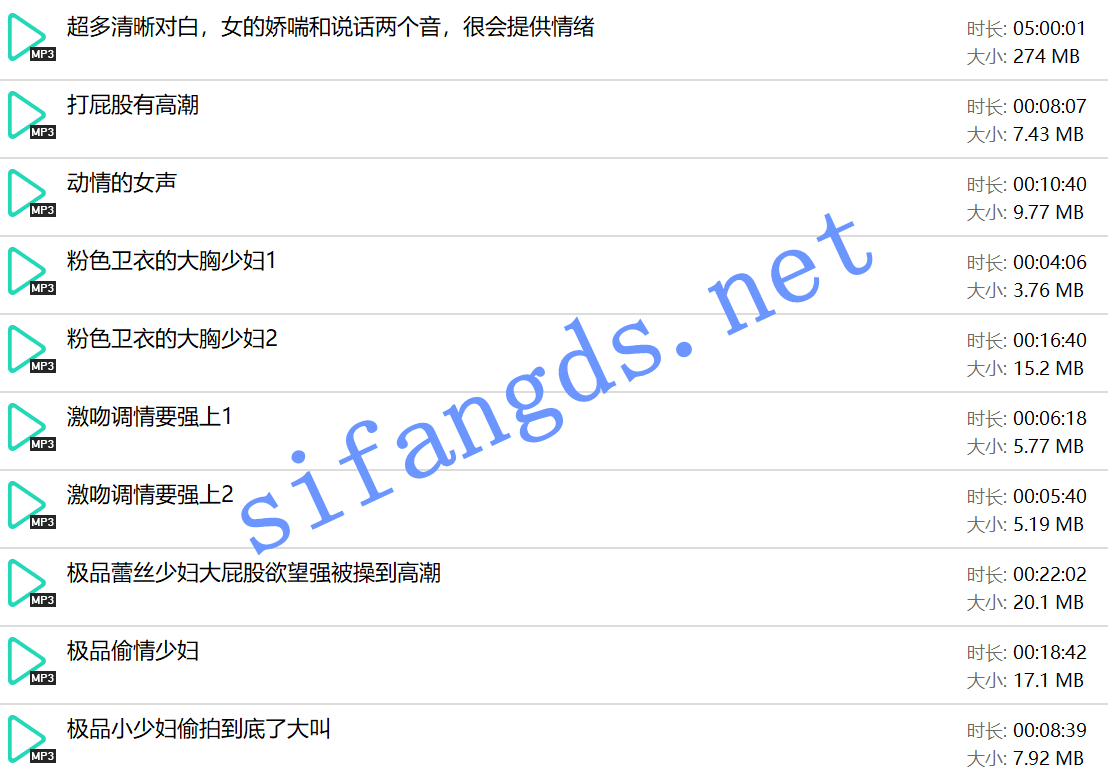 超多清晰对白，女的娇喘和说话两个音，很会提供情绪
时长: 05:00:01
大小: 274 MB
MP3
打屁股有高潮
时长: 00:08:07
大小: 7.43 MB
MP3
动情的女声
时长: 00:10:40
大小: 9.77 MB
MP3
粉色卫衣的大胸少妇1
时长: 00:04:06
大小: 3.76 MB
MP3
粉色卫衣的大胸少妇2
时长: 00:16:40
大小: 15.2 MB
MP3
激吻调情要强上1
时长: 00:06:18
大小: 5.77 MB
MP3
激吻调情要强上2
时长: 00:05:40
大小: 5.19 MB
MP3
极品蕾丝少妇大屁股欲望强被操到高潮
时长: 00:22:02
大小: 20.1 MB
MP3
极品偷情少妇
时长: 00:18:42
大小: 17.1 MB
MP3
极品小少妇偷拍到底了大叫
时长: 00:08:39
大小: 7.92 MB
MP3
sifangds.net